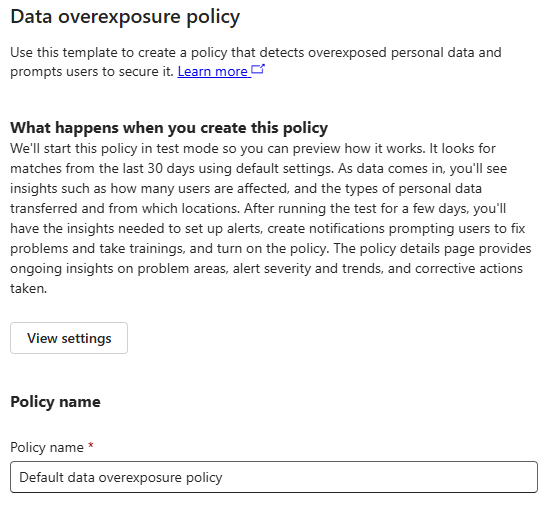 Data overexposure policy
Use this template to create a policy that detects overexposed personal data and
prompts users to secure it. Learn more
What happens when you create this policy
We'll start this policy in test mode so you can preview how it works. It looks for
matches from the last 30 days using default settings. As data comes in, you'll see
insights such as how many users are affected, and the types of personal data
transferred and from which locations. After running the test for a few days, you'll
have the insights needed to set up alerts, create notifications prompting users to fix
problems and take trainings, and turn on the policy. The policy details page provides
ongoing insights on problem areas, alert severity and trends, and corrective actions
taken.
View settings
Policy name
Policy name *
Default data overexposure policy